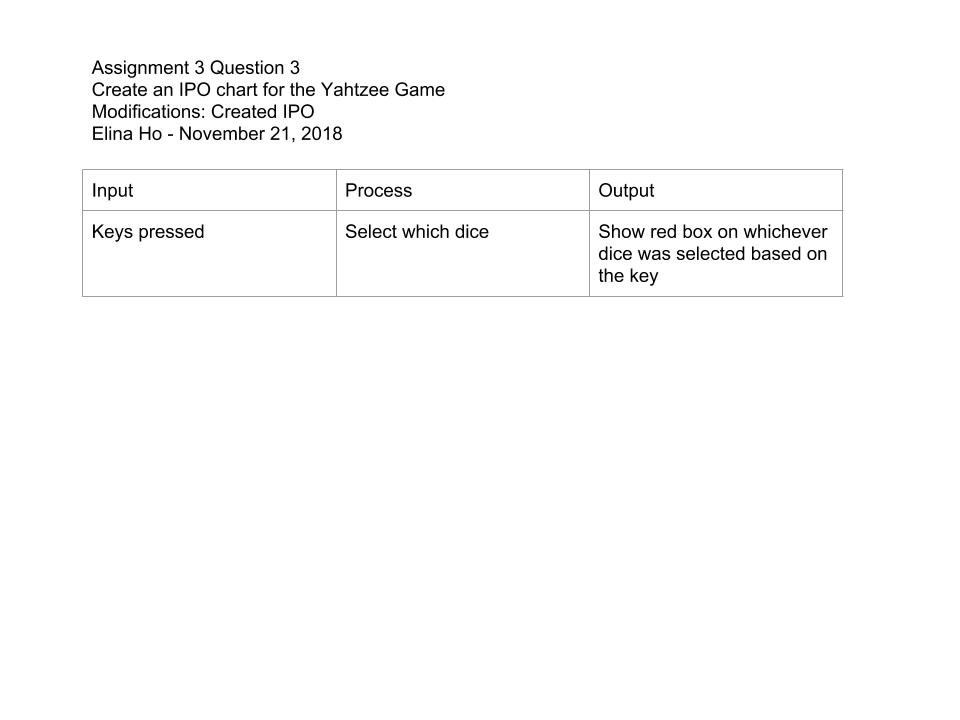 Assignment 3 Question 3
Create an IPO chart for the Yahtzee Game
Modifications: Created IPO
Elina Ho - November 21, 2018
Input
Process
Output
Keys pressed
Select which dice
Show red box on whichever
dice was selected based on
the key